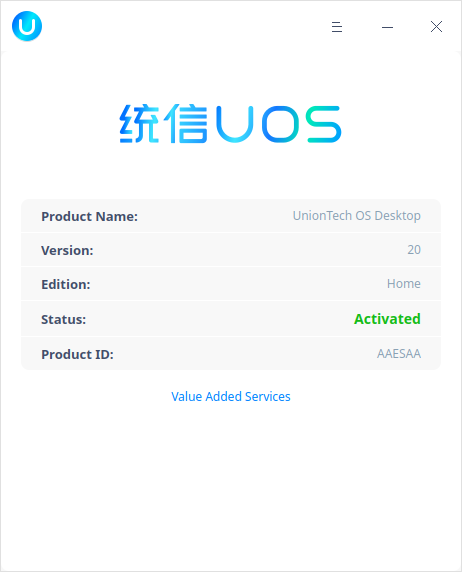 统信UOS
Product Name: UnionTech OS Desktop
Version: 20
Edition: Home
Status: Activated
Product ID: AAESAA
Value Added Services